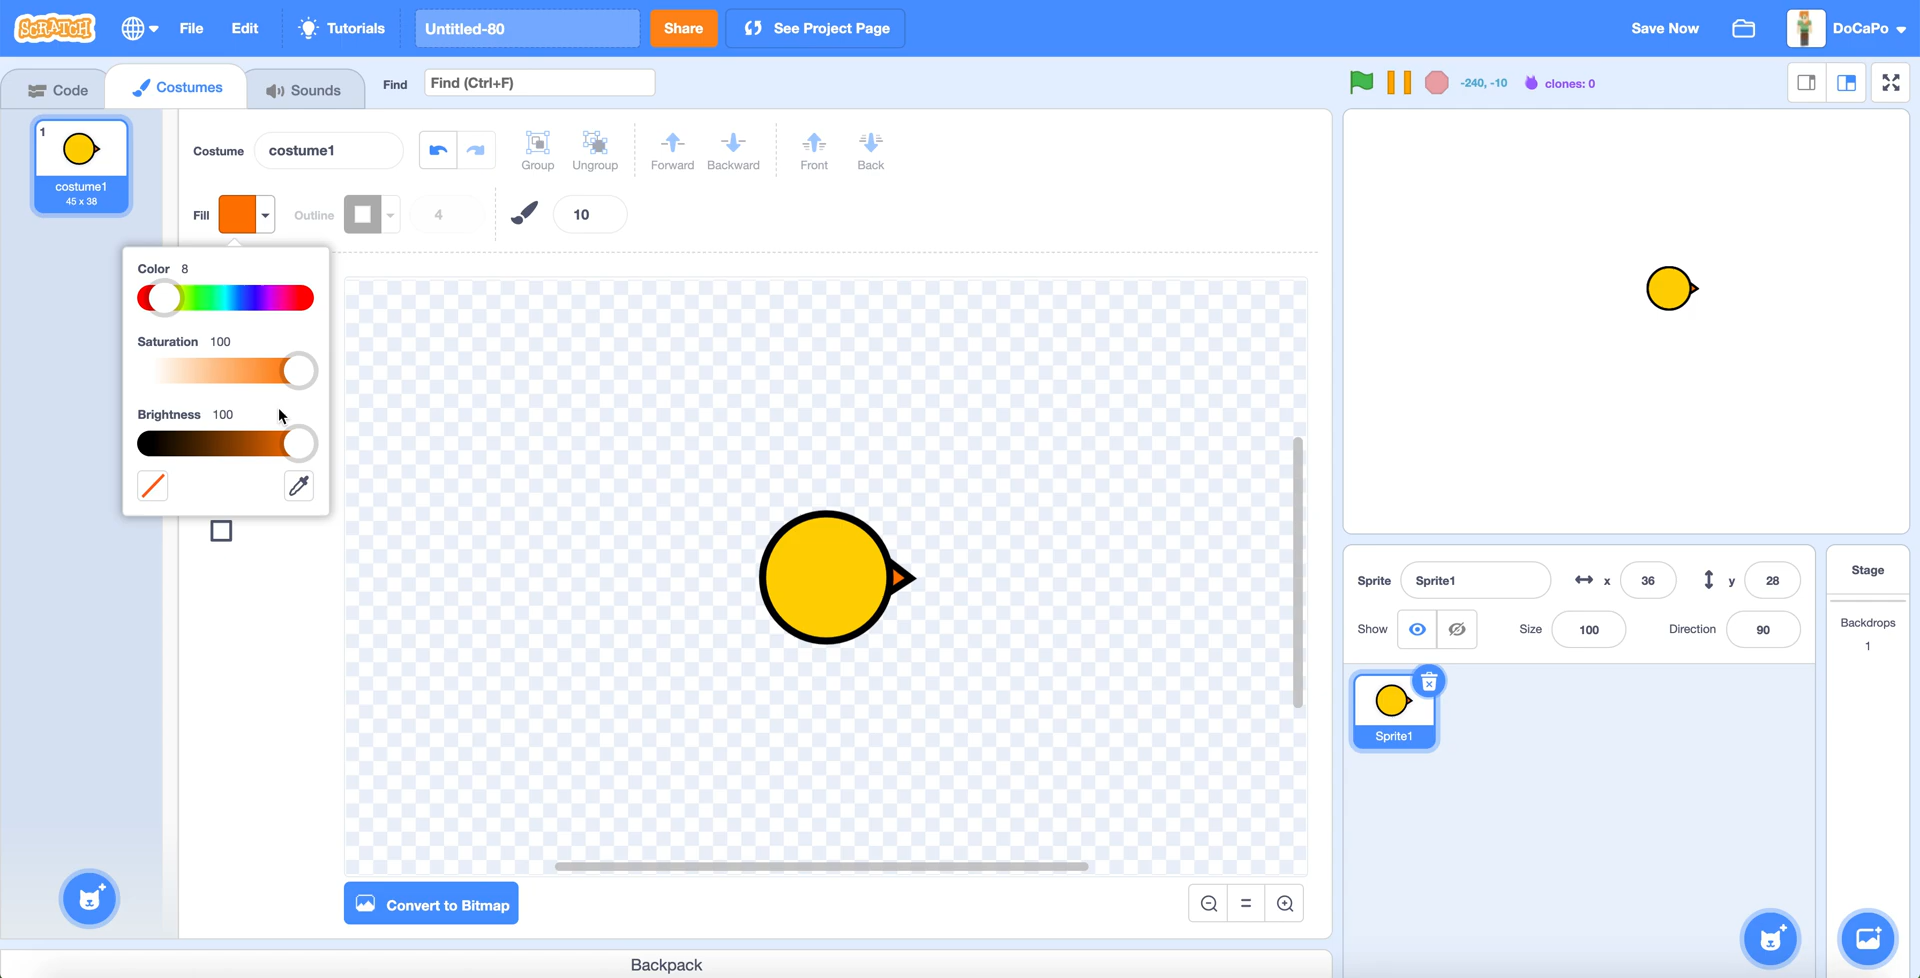 SCRATCH File Edit Tutorials Untitled-80 Share See Project Page Save Now DoCaPo
Code Costumes Sounds Find Find (Ctrl+F) -240, -10 clones: 0
1
costume1
45 x 38
Costume costume1 Group Ungroup Forward Backward Front Back
Fill Outline 4 10
Color 8
Saturation 100
Brightness 100
Convert to Bitmap
Backpack
Sprite Sprite1 x 36 y 28
Show Size 100 Direction 90
Sprite1
Stage
Backdrops
1